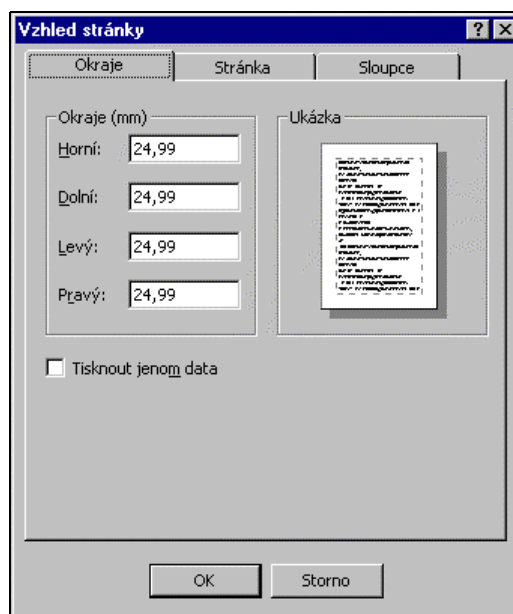 Vzhled stránky
Okraje Stránka Sloupce
Okraje (mm)
Horní: 24,99
Dolní: 24,99
Levý: 24,99
Pravý: 24,99
Ukázka
Tisknout jenom data
OK Storno